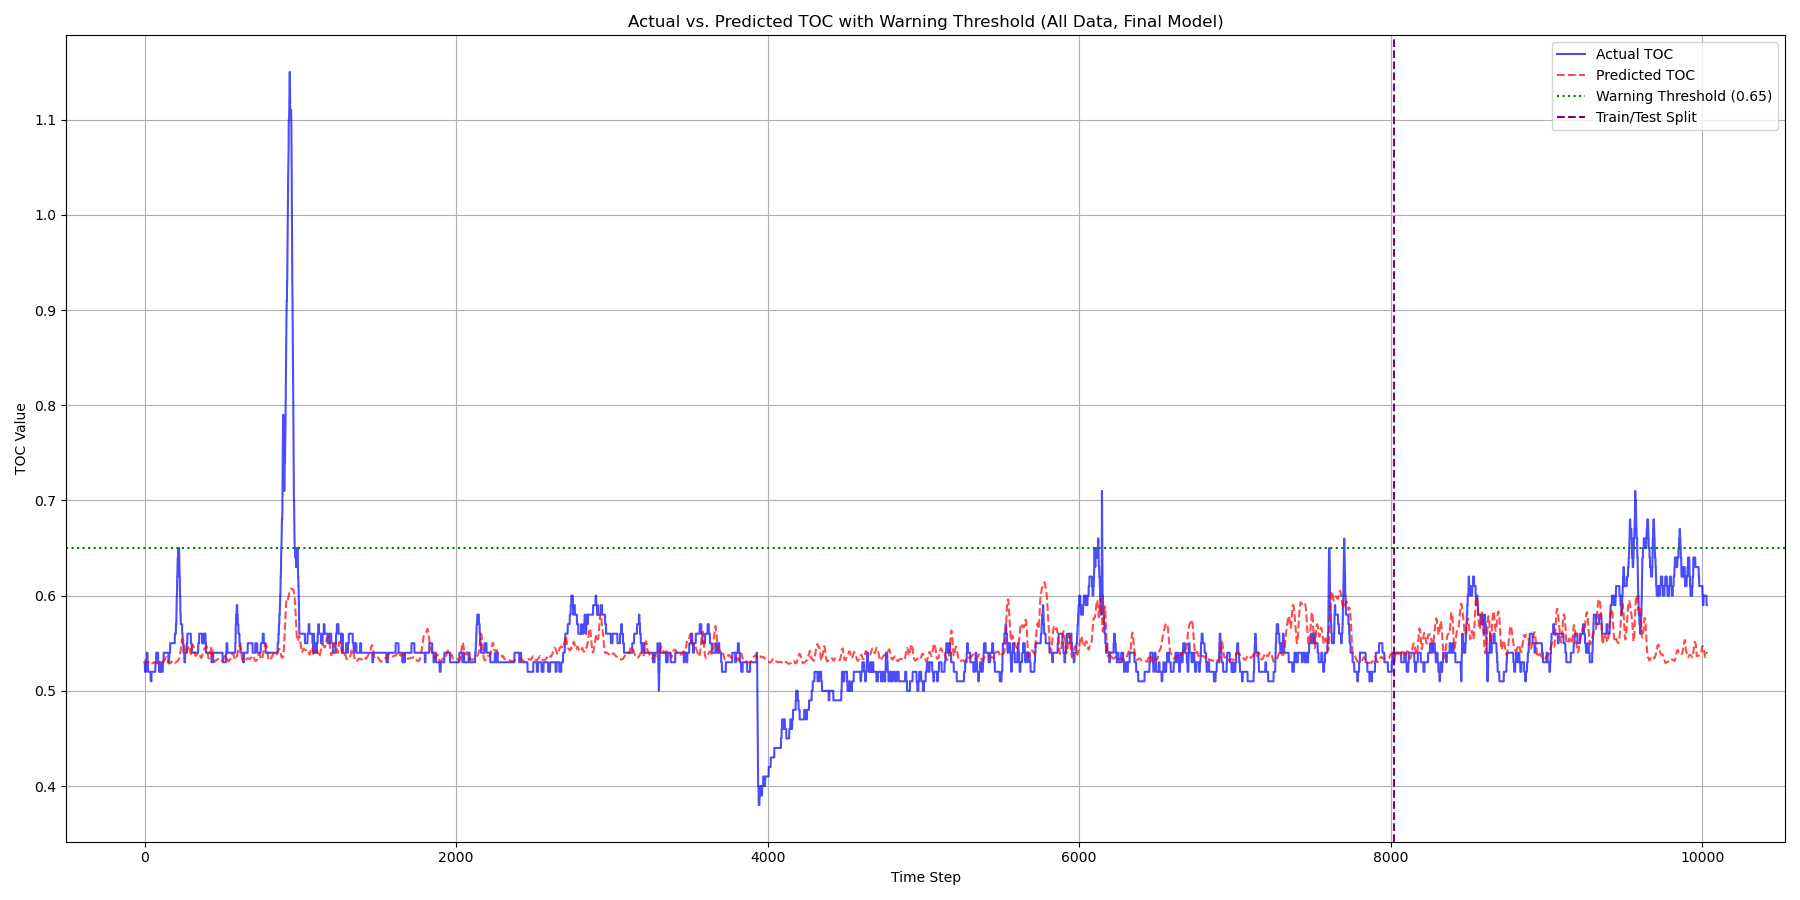 Actual vs. Predicted TOC with Warning Threshold (All Data, Final Model)
Actual TOC
Predicted TOC
Warning Threshold (0.65)
Train/Test Split
TOC Value
1.1
1.0
0.9
0.8
0.7
0.6
0.5
0.4
0
2000
4000
6000
8000
10000
Time Step